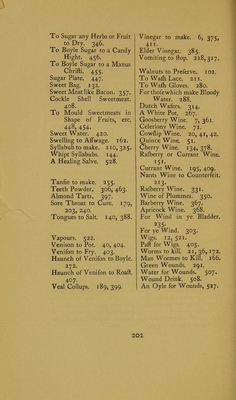 To Sugar any Herbs or Fruit
to Dry. 346.
To Boyle Sugar to a Candy
Hight. 456.
To Boyle Sugar to a Manus
Christi. 455.
Sugar Plate. 447.
Sweet Bag. 132.
Sweet Meat like Bacon. 357.
Cockle Shell Sweetmeat.
408.
To Mould Sweetmeats in
Shape of Fruits, etc.
448, 454.
Sweet Water. 420.
Swelling to Asswage. 162.
Syllabub to make. 110, 325.
Whipt Syllabubs. 144.
A Healing Salve. 528.
Tansie to make. 255.
Teeth Powder. 306, 463.
Almond Tarts. 397.
Sore Throat to Cure. 179,
203, 240.
Tongues to Salt. 140, 388.
Vapours. 522.
Venison to Pot. 40, 404.
Venison to Fry. 403.
Haunch of Venison to Boyle.
272.
Haunch of Venison to Roast.
407.
Veal Collups. 189, 399.
Vinegar to make. 6, 375,
411.
Elder Vinegar. 385.
Vomiting to stop. 228, 317.
Walnuts to Preserve. 102.
To Wash Lace. 211.
To Wash Gloves. 280.
For those which make Bloody
Water. 288.
Dutch Wafers. 314.
A White Pot. 267.
Goosberry Wine. 7, 361.
Celeriony Wine. 71.
Cowslip Wine. 20, 41, 42.
Quince Wine. 51.
Cherry Wine. 134, 378.
Rasberry or Currant Wine.
151.
Currant Wine. 195, 409.
Nants Wine to Counterfeit.
213.
Rasberry Wine. 331.
Wine of Plummes. 350.
Barberry Wine. 367.
Apricock Wine. 368.
For Wind in ye Bladder.
235.
For ye Wind. 303.
Wigs. 12, 521.
Past for Wigs. 405.
Worms to kill. 21, 36, 172.
Man Wormes to Kill. 166.
Green Wounds. 291.
Water for Wounds. 507.
Wound Drink. 508.
An Oyle for Wounds, 527.
202